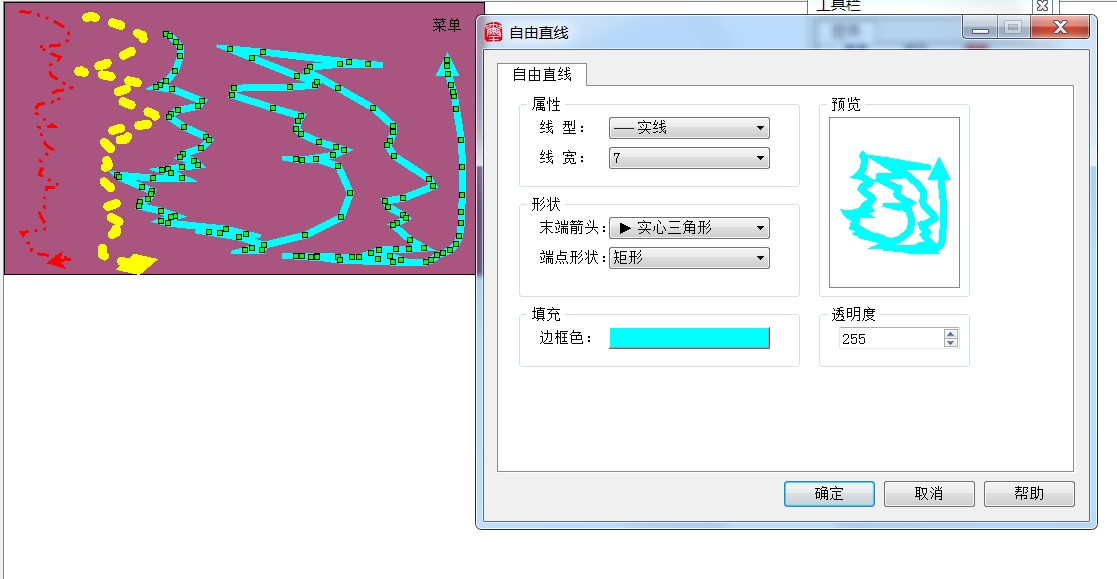 工具栏
菜单
自由直线
自由直线
属性
线 型：
— 实线
线 宽：
7
形状
末端箭头：
▶ 实心三角形
端点形状：
矩形
填充
边框色：
预览
透明度
255
确定
取消
帮助